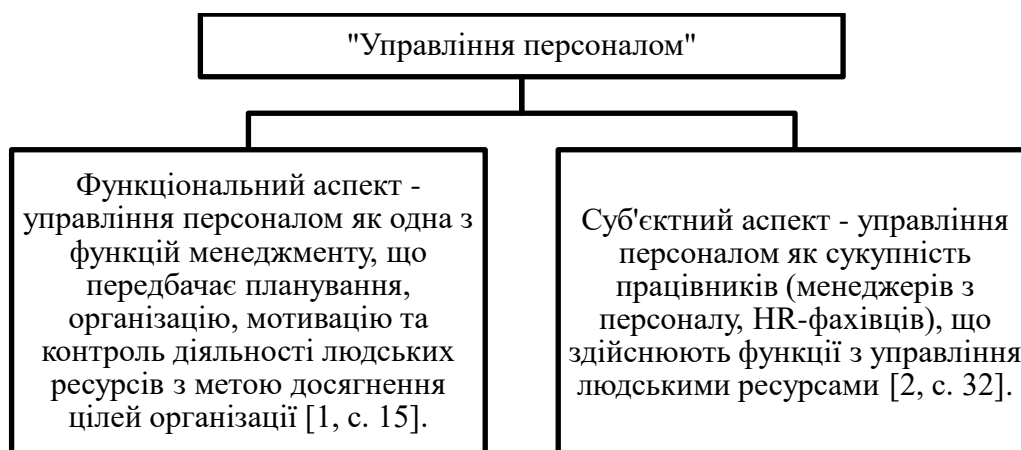 "Управління персоналом"
Функціональний аспект -
управління персоналом як одна з
функцій менеджменту, що
передбачає планування,
організацію, мотивацію та
контроль діяльності людських
ресурсів з метою досягнення
цілей організації [1, с. 15].
Суб'єктний аспект - управління
персоналом як сукупність
працівників (менеджерів з
персоналу, HR-фахівців), що
здійснюють функції з управління
людськими ресурсами [2, с. 32].